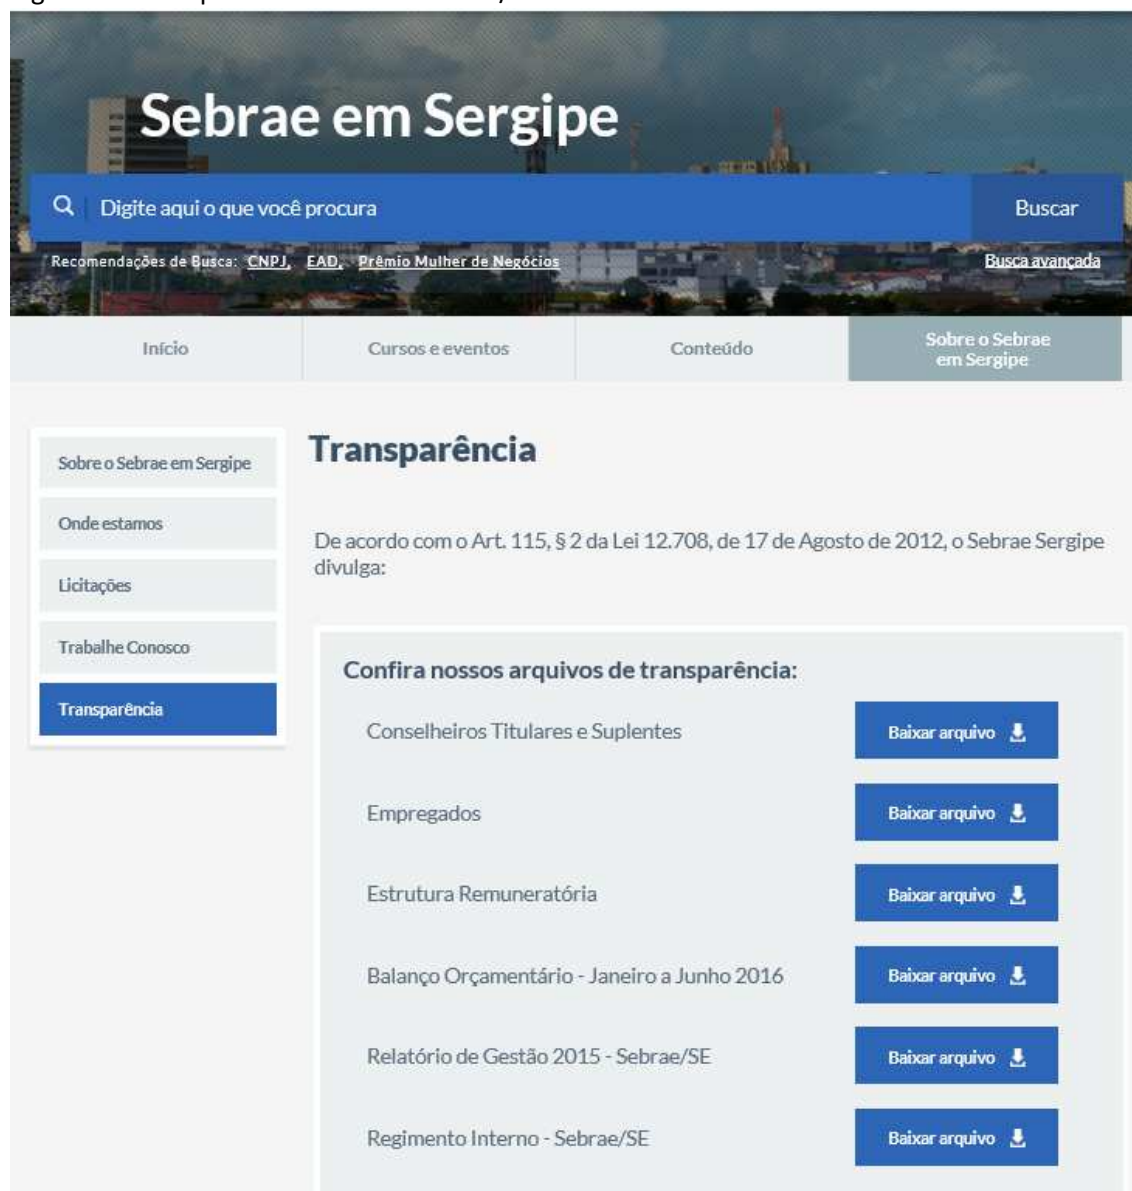 Sebrae em Sergipe
Digite aqui o que você procura
Buscar
Recomendações de Busca: CNPJ, EAD, Prêmio Mulher de Negócios
Busca avançada
Início
Cursos e eventos
Conteúdo
Sobre o Sebrae
em Sergipe
Sobre o Sebrae em Sergipe
Onde estamos
Licitações
Trabalhe Conosco
Transparência
Transparência
De acordo com o Art. 115, § 2 da Lei 12.708, de 17 de Agosto de 2012, o Sebrae Sergipe
divulga:
Confira nossos arquivos de transparência:
Conselheiros Titulares e Suplentes
Baixar arquivo
Empregados
Baixar arquivo
Estrutura Remuneratória
Baixar arquivo
Balanço Orçamentário - Janeiro a Junho 2016
Baixar arquivo
Relatório de Gestão 2015 - Sebrae/SE
Baixar arquivo
Regimento Interno - Sebrae/SE
Baixar arquivo